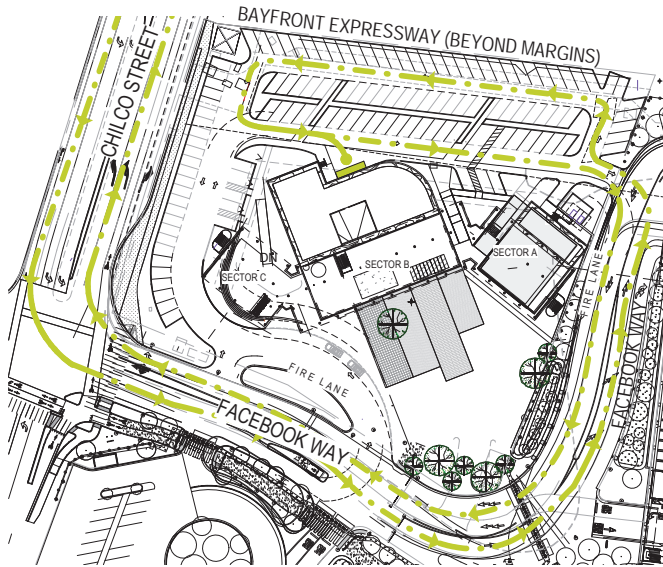 BAYFRONT EXPRESSWAY (BEYOND MARGINS)
CHILCO STREET
SECTOR A
DN
SECTOR B
SECTOR C
FIRE LANE
FACEBOOK WAY
FIRE LANE
FACEBOOK WAY